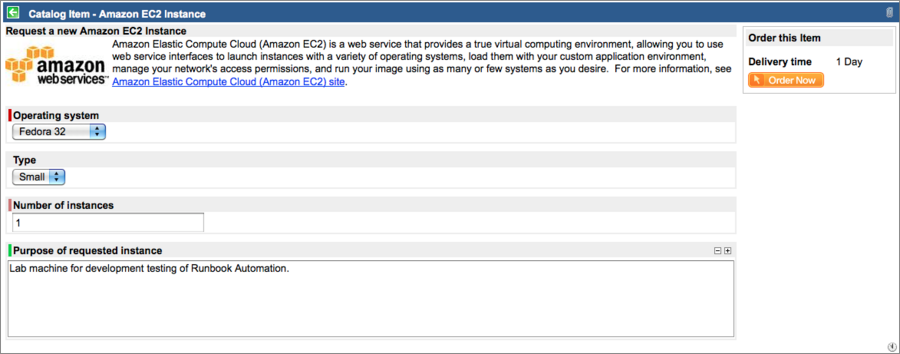 Catalog Item - Amazon EC2 Instance
Request a new Amazon EC2 Instance
amazon
webservices™
Amazon Elastic Compute Cloud (Amazon EC2) is a web service that provides a true virtual computing environment, allowing you to use
web service interfaces to launch instances with a variety of operating systems, load them with your custom application environment,
manage your network's access permissions, and run your image using as many or few systems as you desire. For more information, see
Amazon Elastic Compute Cloud (Amazon EC2) site.
Order this Item
Delivery time 1 Day
Order Now
Operating system
Fedora 32
Type
Small
Number of instances
1
Purpose of requested instance
Lab machine for development testing of Runbook Automation.